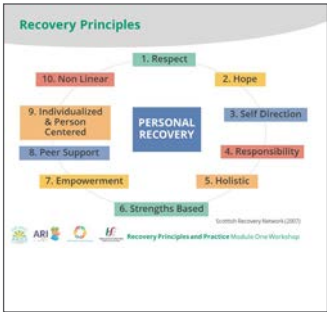 Recovery Principles
1. Respect
2. Hope
3. Self Direction
4. Responsibility
5. Holistic
6. Strengths Based
7. Empowerment
8. Peer Support
9. Individualized
& Person
Centered
10. Non Linear
PERSONAL
RECOVERY
Scottish Recovery Network (2007)
ARI
Recovery Principles and Practice Module One Workshop